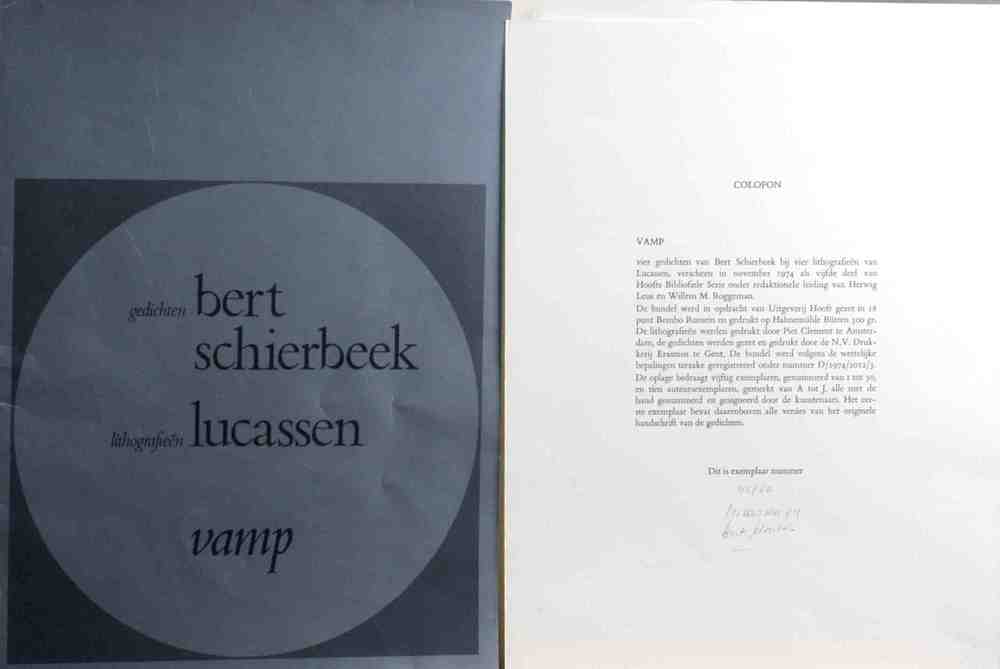 gedichten bert
schierbeek
lithografieën lucassen
vamp
COLOFON
VAMP
vier gedichten van Bert Schierbeek bij vier lithografieën van
Lucassen, verscheen in november 1974 als vijfde deel van
Hoofts Bibliofiele Serie onder redaktionele leiding van Herwig
Leus en Willem M. Roggeman.
De bundel werd in opdracht van Uitgeverij Hooft gezet in 18
punt Bembo Romein en gedrukt op Hahnemühle Bütten 300 gr.
De lithografieën werden gedrukt door Piet Clement te Amster-
dam, de gedichten werden gezet en gedrukt door de N.V. Druk-
kerij Erasmus te Gent. De bundel werd volgens de wettelijke
bepalingen terzake geregistreerd onder nummer D/1974/2012/3.
De oplage bedraagt vijftig exemplaren, genummerd van 1 tot 50,
en tien auteursexemplaren, gemerkt van A tot J, alle met de
hand genummerd en gesigneerd door de kunstenaars. Het eer-
ste exemplaar bevat daarenboven alle versies van het originele
handschrift van de gedichten.
Dit is exemplaar nummer